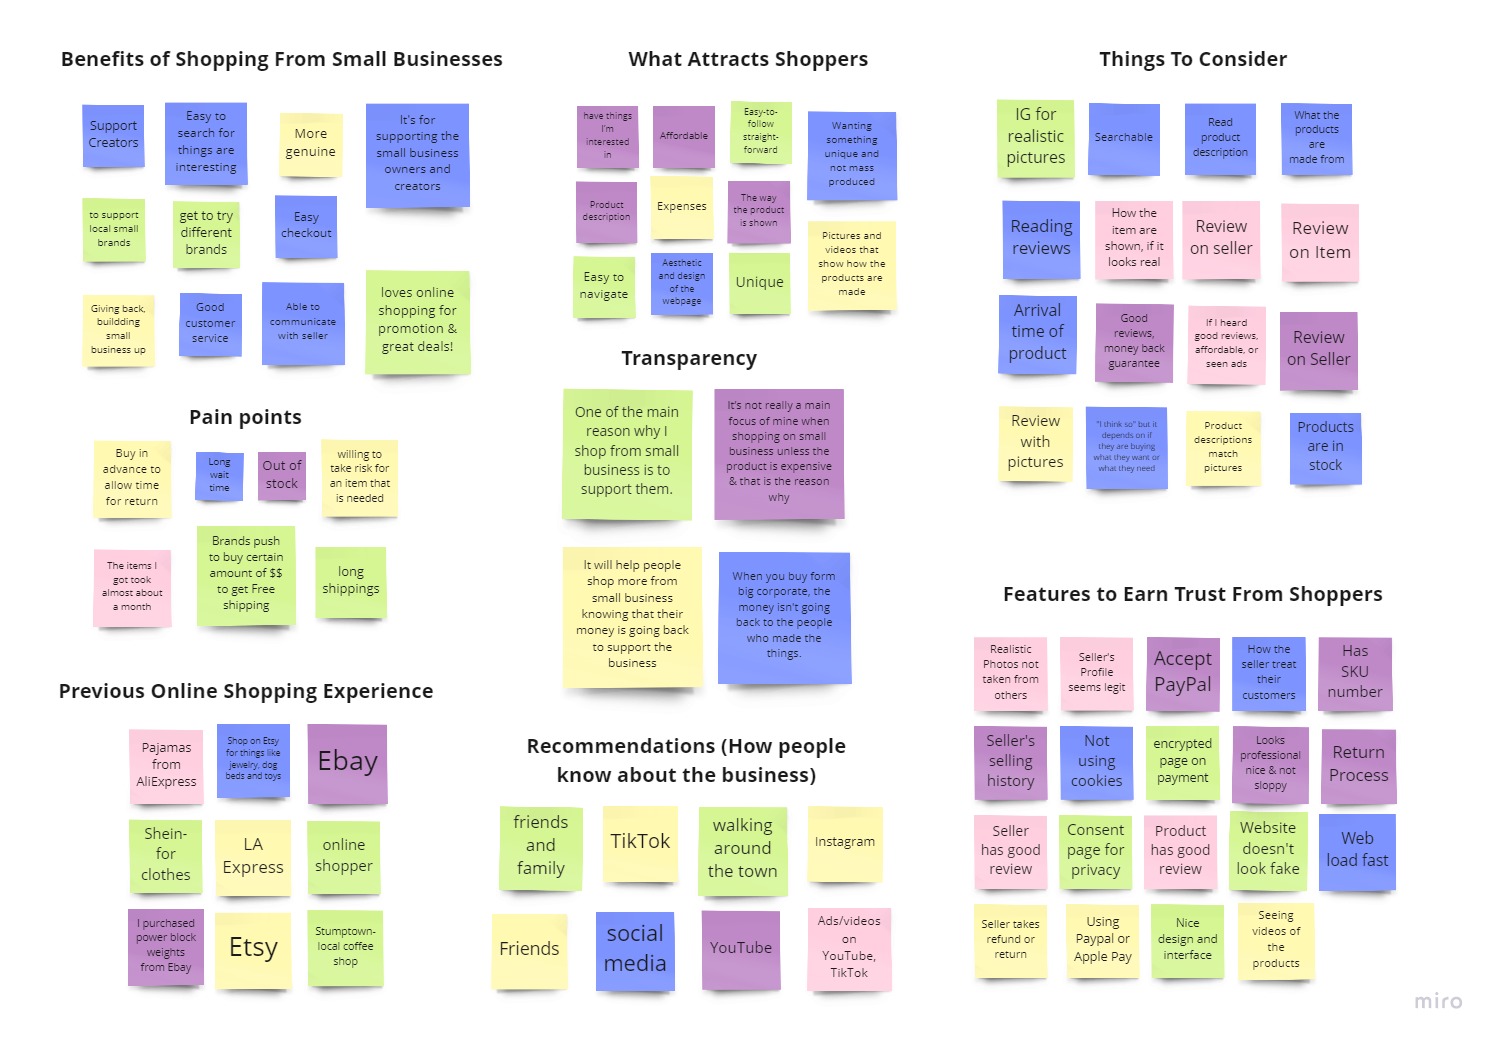 Benefits of Shopping From Small Businesses
Support
Creators
Easy to
search for
things are
interesting
More
genuine
It's for
supporting the
small business
owners and
creators
to support
local small
brands
get to try
different
brands
Easy
checkout
Giving back,
buildding
small
business up
Good
customer
service
Able to
communicate
with seller
loves online
shopping for
promotion &
great deals!
Pain points
Buy in
advance to
allow time
for return
Long
wait
time
Out of
stock
willing to
take risk for
an item that
is needed
The items I
got took
almost about
a month
Brands push
to buy certain
amount of $$
to get Free
shipping
long
shippings
Previous Online Shopping Experience
Pajamas
from
AliExpress
Shop on Etsy
for things like
jewelry, dog
beds and toys
Ebay
Shein-
for
clothes
LA
Express
online
shopper
I purchased
power block
weights
from Ebay
Etsy
Stumptown-
local coffee
shop
What Attracts Shoppers
have things
I'm
interested
in
Affordable
Easy-to-
follow
straight-
forward
Wanting
something
unique and
not mass
produced
Product
description
Expenses
The way
the product
is shown
Pictures and
videos that
show how the
products are
made
Easy to
navigate
Aesthetic
and design
of the
webpage
Unique
Transparency
One of the main
reason why I
shop from small
business is to
support them.
It's not really a main
focus of mine when
shopping on small
business unless the
product is expensive
& that is the reason
why
It will help people
shop more from
small business
knowing that their
money is going back
to support the
business
When you buy form
big corporate, the
money isn't going
back to the people
who made the
things.
Recommendations (How people
know about the business)
friends
and
family
TikTok
walking
around
the town
Instagram
Friends
social
media
YouTube
Ads/videos
on
YouTube,
TikTok
Things To Consider
IG for
realistic
pictures
Searchable
Read
product
description
What the
products
are
made from
Reading
reviews
How the
item are
shown, if it
looks real
Review
on seller
Review
on Item
Arrival
time of
product
Good
reviews,
money back
guarantee
If I heard
good reviews,
affordable, or
seen ads
Review
on Seller
Review
with
pictures
"I think so" but it
depends on if
they are buying
what they want or
what they need
Product
descriptions
match
pictures
Products
are in
stock
Features to Earn Trust From Shoppers
Realistic
Photos not
taken from
others
Seller's
Profile
seems legit
Accept
PayPal
How the
seller treat
their
customers
Has
SKU
number
Seller's
selling
history
Not
using
cookies
encrypted
page on
payment
Looks
professional
nice & not
sloppy
Return
Process
Seller
has good
review
Consent
page for
privacy
Product
has good
review
Website
doesn't
look fake
Web
load fast
Seller takes
refund or
return
Using
Paypal or
Apple Pay
Nice
design and
interface
Seeing
videos of
the
products
miro